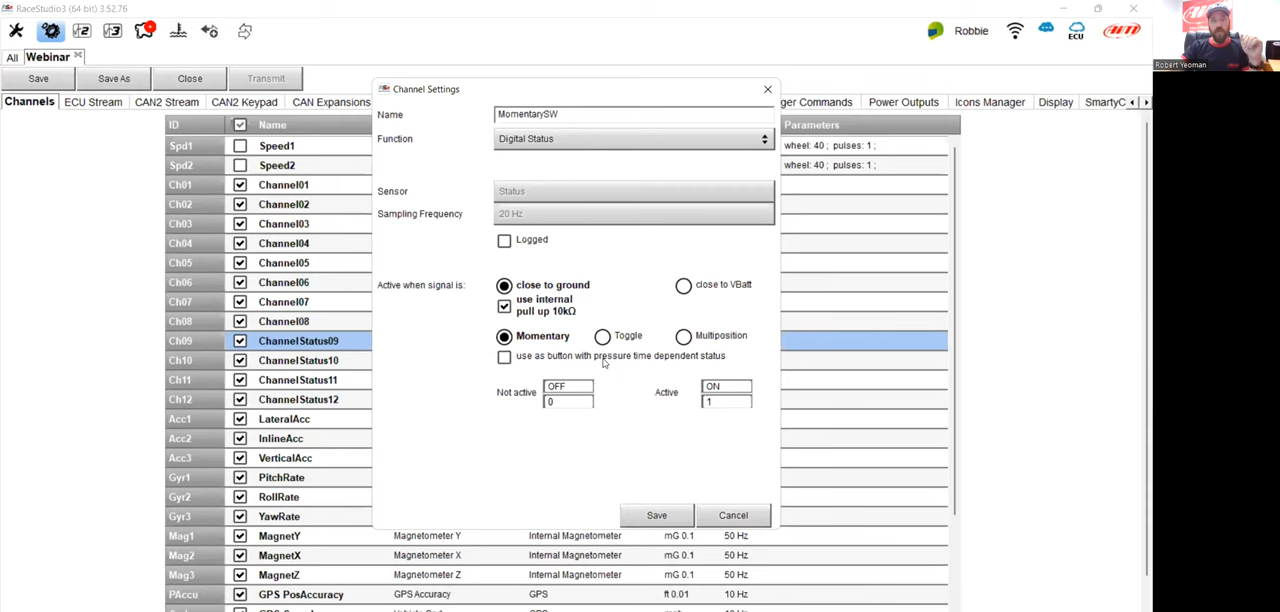 RaceStudio3 (64 bit) 3.52.76
Robbie
ECU
Robert Yeoman
All Webinar
Save Save As Close Transmit
Channels ECU Stream CAN2 Stream CAN2 Keypad CAN Expansions ger Commands Power Outputs Icons Manager Display SmartyC
ID Name Parameters
Spd1 Speed1 wheel: 40 ; pulses: 1 ;
Spd2 Speed2 wheel: 40 ; pulses: 1 ;
Ch01 Channel01
Ch02 Channel02
Ch03 Channel03
Ch04 Channel04
Ch05 Channel05
Ch06 Channel06
Ch07 Channel07
Ch08 Channel08
Ch09 ChannelStatus09
Ch10 ChannelStatus10
Ch11 ChannelStatus11
Ch12 ChannelStatus12
Acc1 LateralAcc
Acc2 InlineAcc
Acc3 VerticalAcc
Gyr1 PitchRate
Gyr2 RollRate
Gyr3 YawRate
Mag1 MagnetY Magnetometer Y Internal Magnetometer mG 0.1 50 Hz
Mag2 MagnetX Magnetometer X Internal Magnetometer mG 0.1 50 Hz
Mag3 MagnetZ Magnetometer Z Internal Magnetometer mG 0.1 50 Hz
PAccu GPS PosAccuracy GPS Accuracy GPS ft 0.01 10 Hz
Channel Settings
Name MomentarySW
Function Digital Status
Sensor Status
Sampling Frequency 20 Hz
Logged
Active when signal is: close to ground close to VBatt
use internal
pull up 10kΩ
Momentary Toggle Multiposition
use as button with pressure time dependent status
Not active OFF Active ON
0 1
Save Cancel